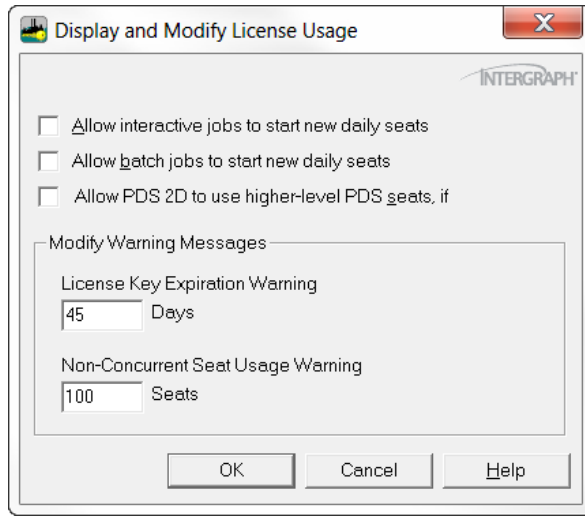 Display and Modify License Usage
INTERGRAPH
Allow interactive jobs to start new daily seats
Allow batch jobs to start new daily seats
Allow PDS 2D to use higher-level PDS seats, if
Modify Warning Messages
License Key Expiration Warning
45 Days
Non-Concurrent Seat Usage Warning
100 Seats
OK Cancel Help